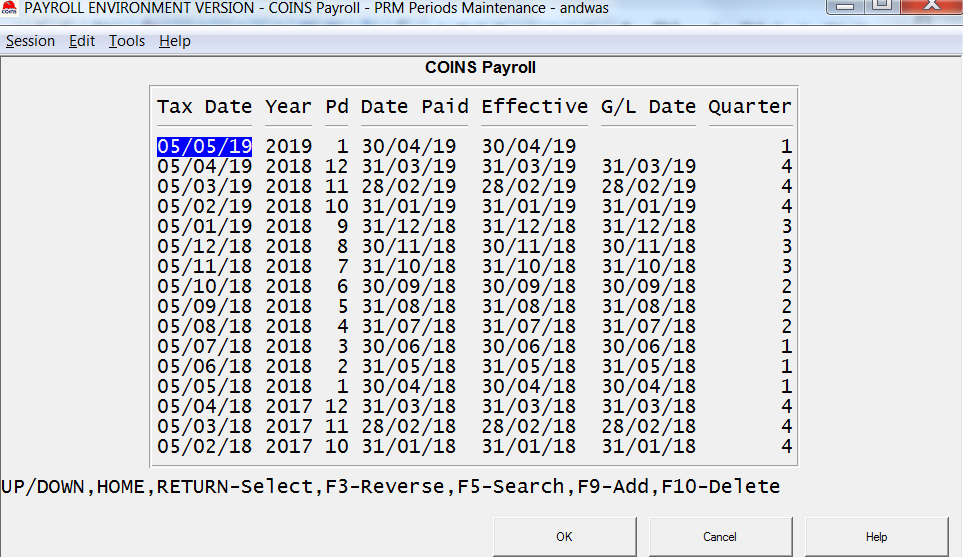 PAYROLL ENVIRONMENT VERSION - COINS Payroll - PRM Periods Maintenance - andwas
Session Edit Tools Help
COINS Payroll
Tax Date Year Pd Date Paid Effective G/L Date Quarter
05/05/19 2019 1 30/04/19 30/04/19 1
05/04/19 2018 12 31/03/19 31/03/19 31/03/19 4
05/03/19 2018 11 28/02/19 28/02/19 28/02/19 4
05/02/19 2018 10 31/01/19 31/01/19 31/01/19 4
05/01/19 2018 9 31/12/18 31/12/18 31/12/18 3
05/12/18 2018 8 30/11/18 30/11/18 30/11/18 3
05/11/18 2018 7 31/10/18 31/10/18 31/10/18 3
05/10/18 2018 6 30/09/18 30/09/18 30/09/18 2
05/09/18 2018 5 31/08/18 31/08/18 31/08/18 2
05/08/18 2018 4 31/07/18 31/07/18 31/07/18 2
05/07/18 2018 3 30/06/18 30/06/18 30/06/18 1
05/06/18 2018 2 31/05/18 31/05/18 31/05/18 1
05/05/18 2018 1 30/04/18 30/04/18 30/04/18 1
05/04/18 2017 12 31/03/18 31/03/18 31/03/18 4
05/03/18 2017 11 28/02/18 28/02/18 28/02/18 4
05/02/18 2017 10 31/01/18 31/01/18 31/01/18 4
UP/DOWN,HOME,RETURN-Select,F3-Reverse,F5-Search,F9-Add,F10-Delete
OK Cancel Help